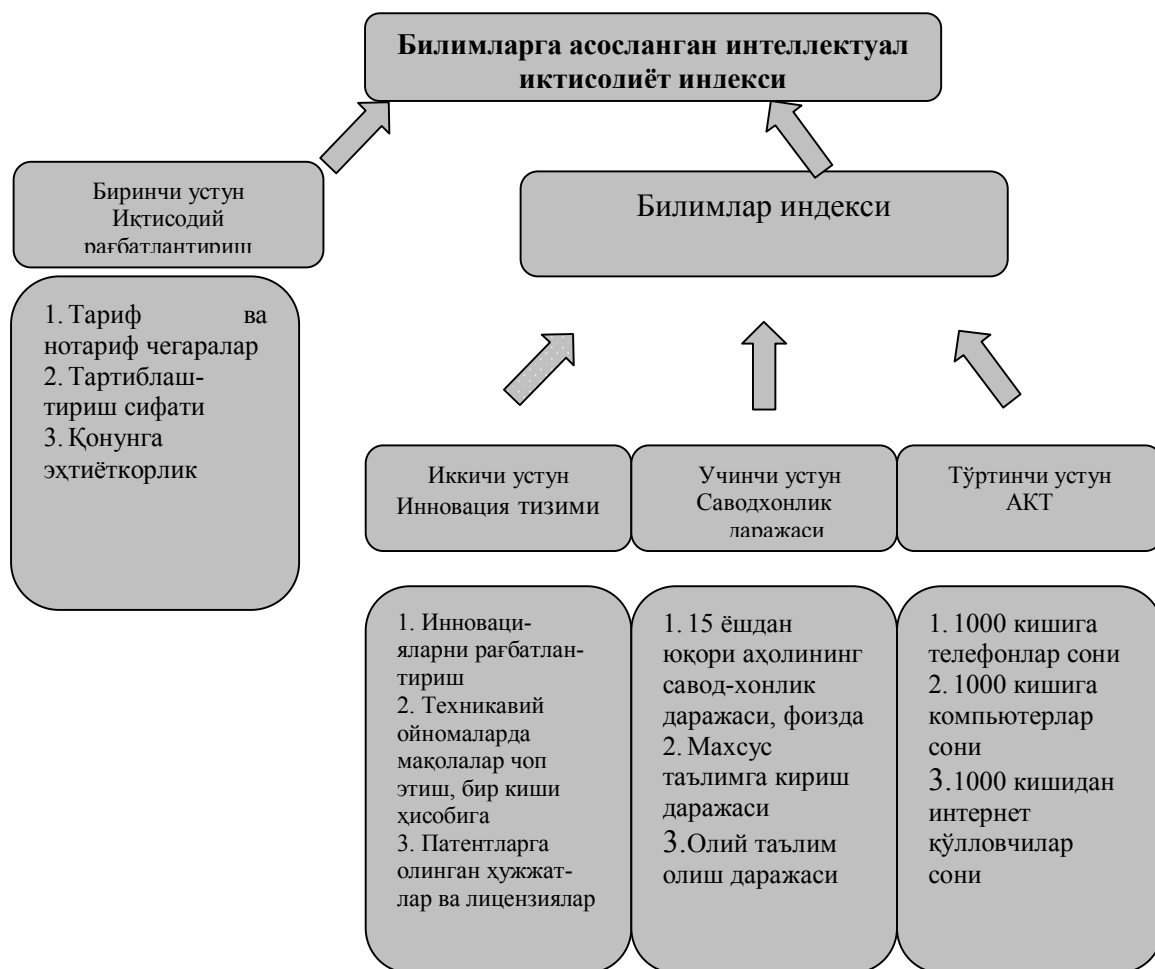 Билимларга асосланган интеллектуал
иқтисодиёт индекси
Биринчи устун
Иқтисодий
рағбатлантириш
Билимлар индекси
1. Тариф ва
нотариф чегаралар
2. Тартиблаш-
тириш сифати
3. Қонунга
эҳтиёткорлик
Иккичи устун
Инновация тизими
Учинчи устун
Саводхонлик
даражаси
Тўртинчи устун
АКТ
1. Инноваци-
яларни рағбатлан-
тириш
2. Техникавий
ойномаларда
мақолалар чоп
этиш, бир киши
ҳисобига
3. Патентларга
олинган ҳужжат-
лар ва лицензиялар
1. 15 ёшдан
юқори аҳолининг
савод-хонлик
даражаси, фоизда
2. Махсус
таълимга кириш
даражаси
3.Олий таълим
олиш даражаси
1. 1000 кишига
телефонлар сони
2. 1000 кишига
компьютерлар
сони
3.1000 кишидан
интернет
қўлловчилар
сони